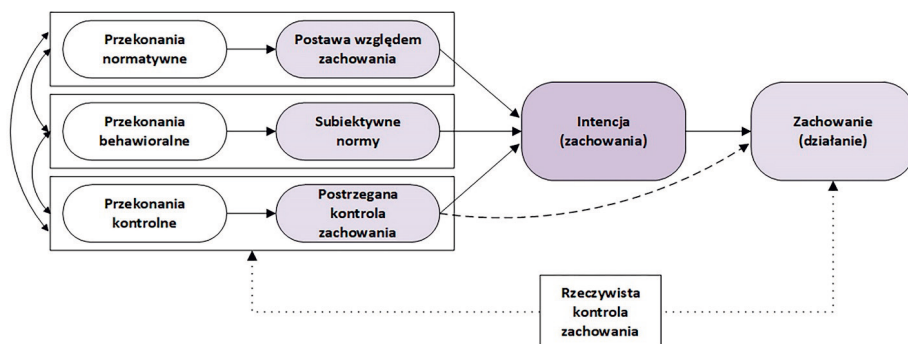 Przekonania
normatywne
Postawa względem
zachowania
Przekonania
behawioralne
Subiektywne
normy
Przekonania
kontrolne
Postrzegana
kontrola
zachowania
Intencja
(zachowania)
Zachowanie
(działanie)
Rzeczywista
kontrola
zachowania